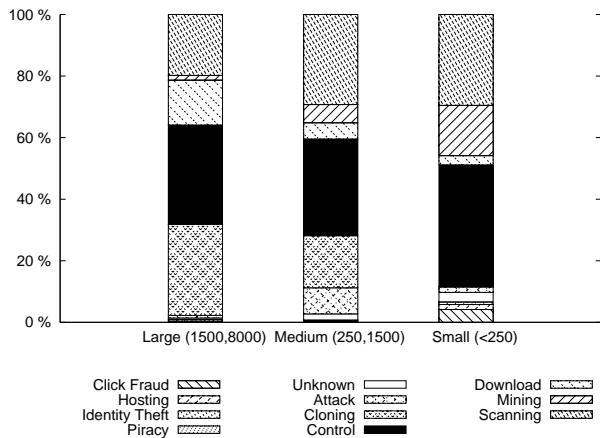 100 %
80 %
60 %
40 %
20 %
0 %
Large (1500,8000) Medium (250,1500) Small (<250)
Click Fraud Unknown Download
Hosting Attack Mining
Identity Theft Cloning Scanning
Piracy Control